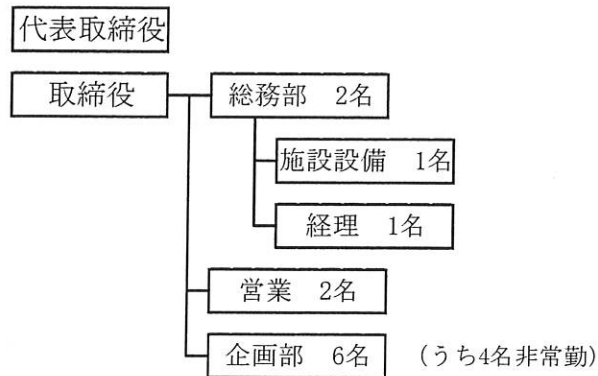 代表取締役
取締役
総務部　2名
施設設備　1名
経理　1名
営業　2名
企画部　6名　(うち4名非常勤)